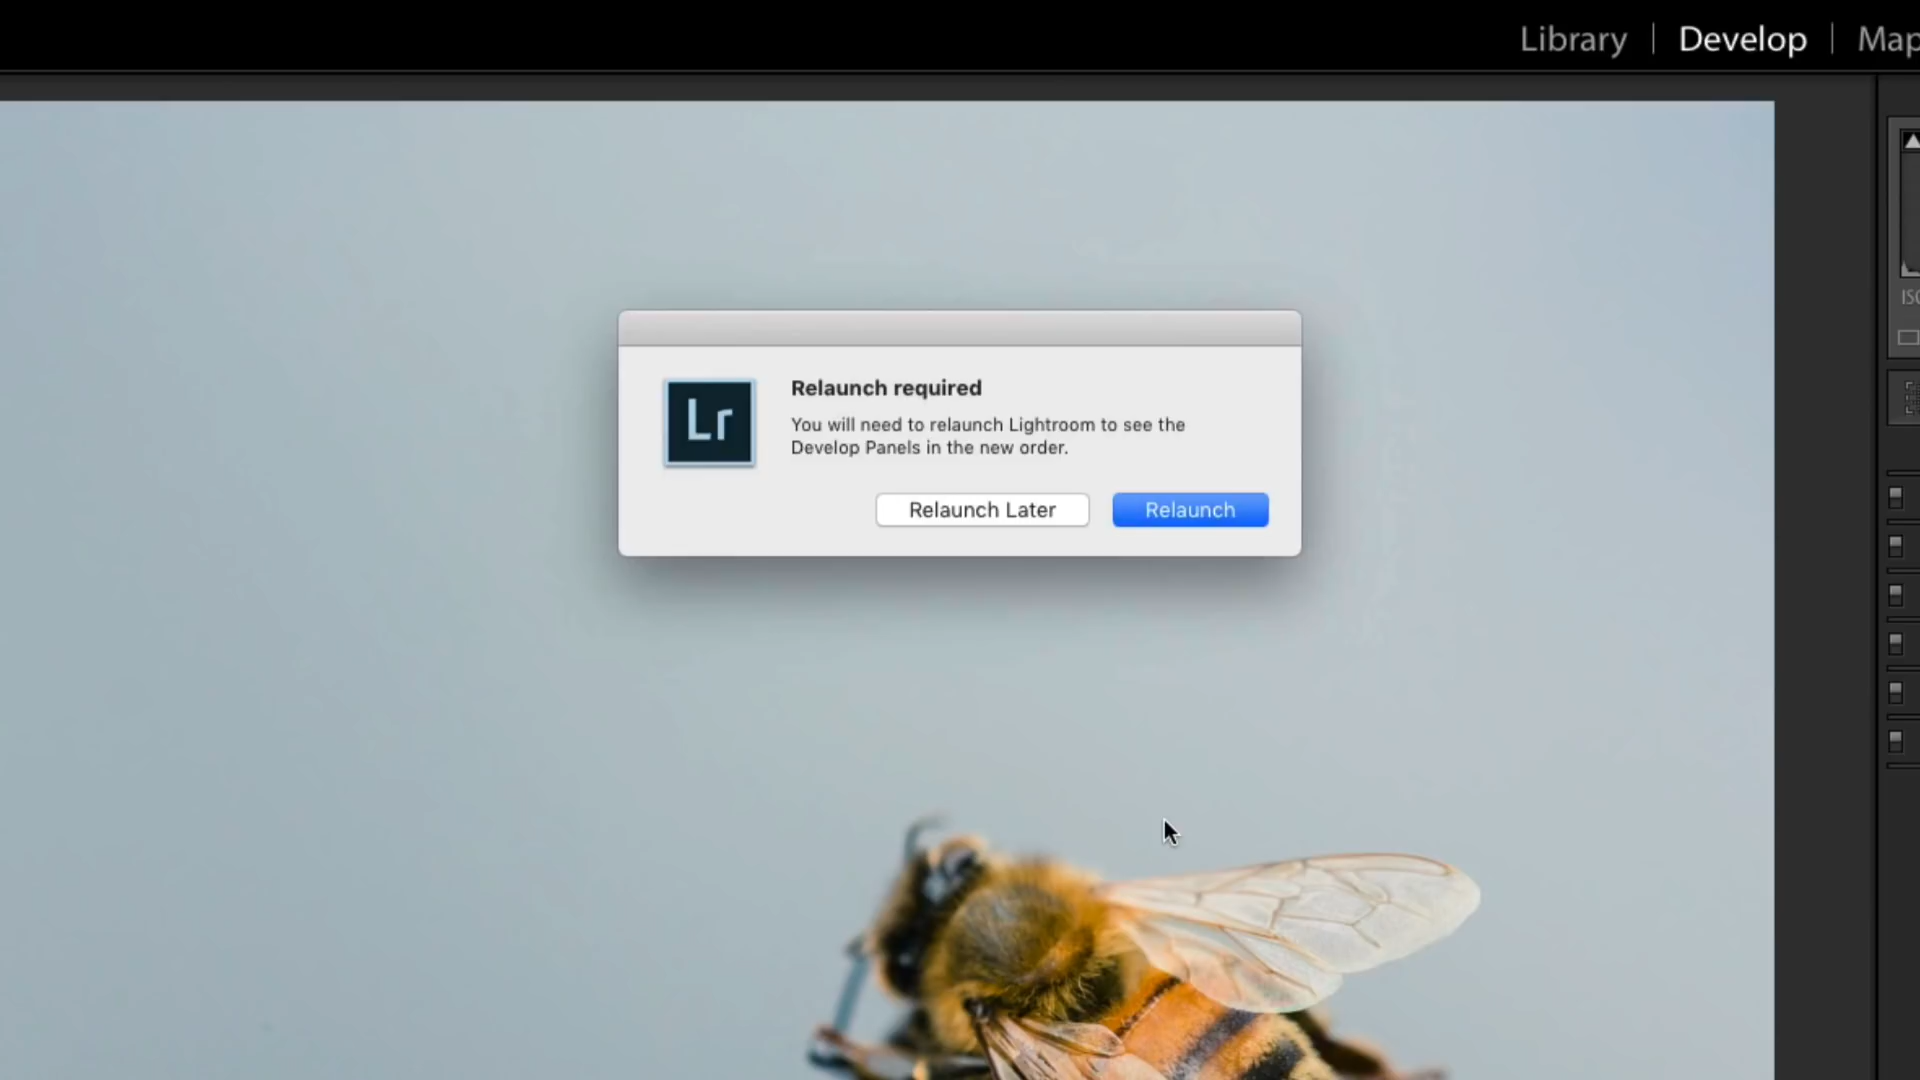 Library | Develop | Map
ISO
Lr
Relaunch required
You will need to relaunch Lightroom to see the
Develop Panels in the new order.
Relaunch Later
Relaunch